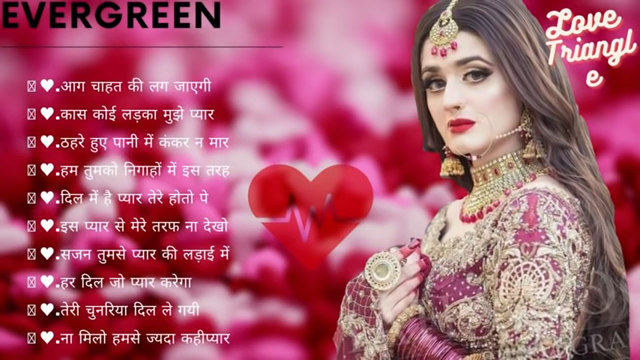 EVERGREEN
Love
Triangl
e
♥.आग चाहत की लग जाएगी
♥.कास कोई लड़का मुझे प्यार
♥.ठहरे हुए पानी में कंकर न मार
♥.हम तुमको निगाहों में इस तरह
♥.दिल में है प्यार तेरे होतो पे
♥.इस प्यार से मेरे तरफ ना देखो
♥.सजन तुमसे प्यार की लड़ाई में
♥.हर दिल जो प्यार करेगा
♥.तेरी चुनरिया दिल ले गयी
♥.ना मिलो हमसे ज्यदा कहीप्यार